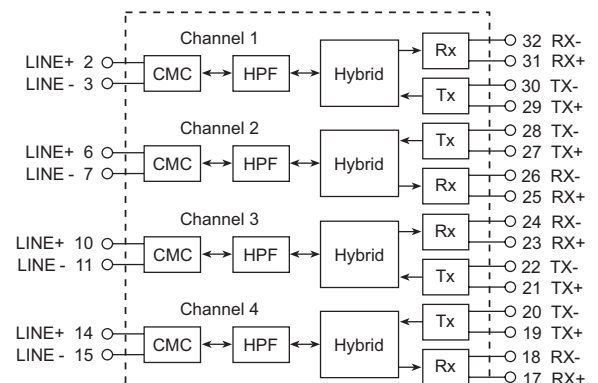 Channel 1
LINE+ 2
LINE - 3
CMC
HPF
Hybrid
Rx
Tx
32 RX-
31 RX+
30 TX-
29 TX+
Channel 2
LINE+ 6
LINE - 7
CMC
HPF
Hybrid
Tx
Rx
28 TX-
27 TX+
26 RX-
25 RX+
Channel 3
LINE+ 10
LINE - 11
CMC
HPF
Hybrid
Rx
Tx
24 RX-
23 RX+
22 TX-
21 TX+
Channel 4
LINE+ 14
LINE - 15
CMC
HPF
Hybrid
Tx
Rx
20 TX-
19 TX+
18 RX-
17 RX+